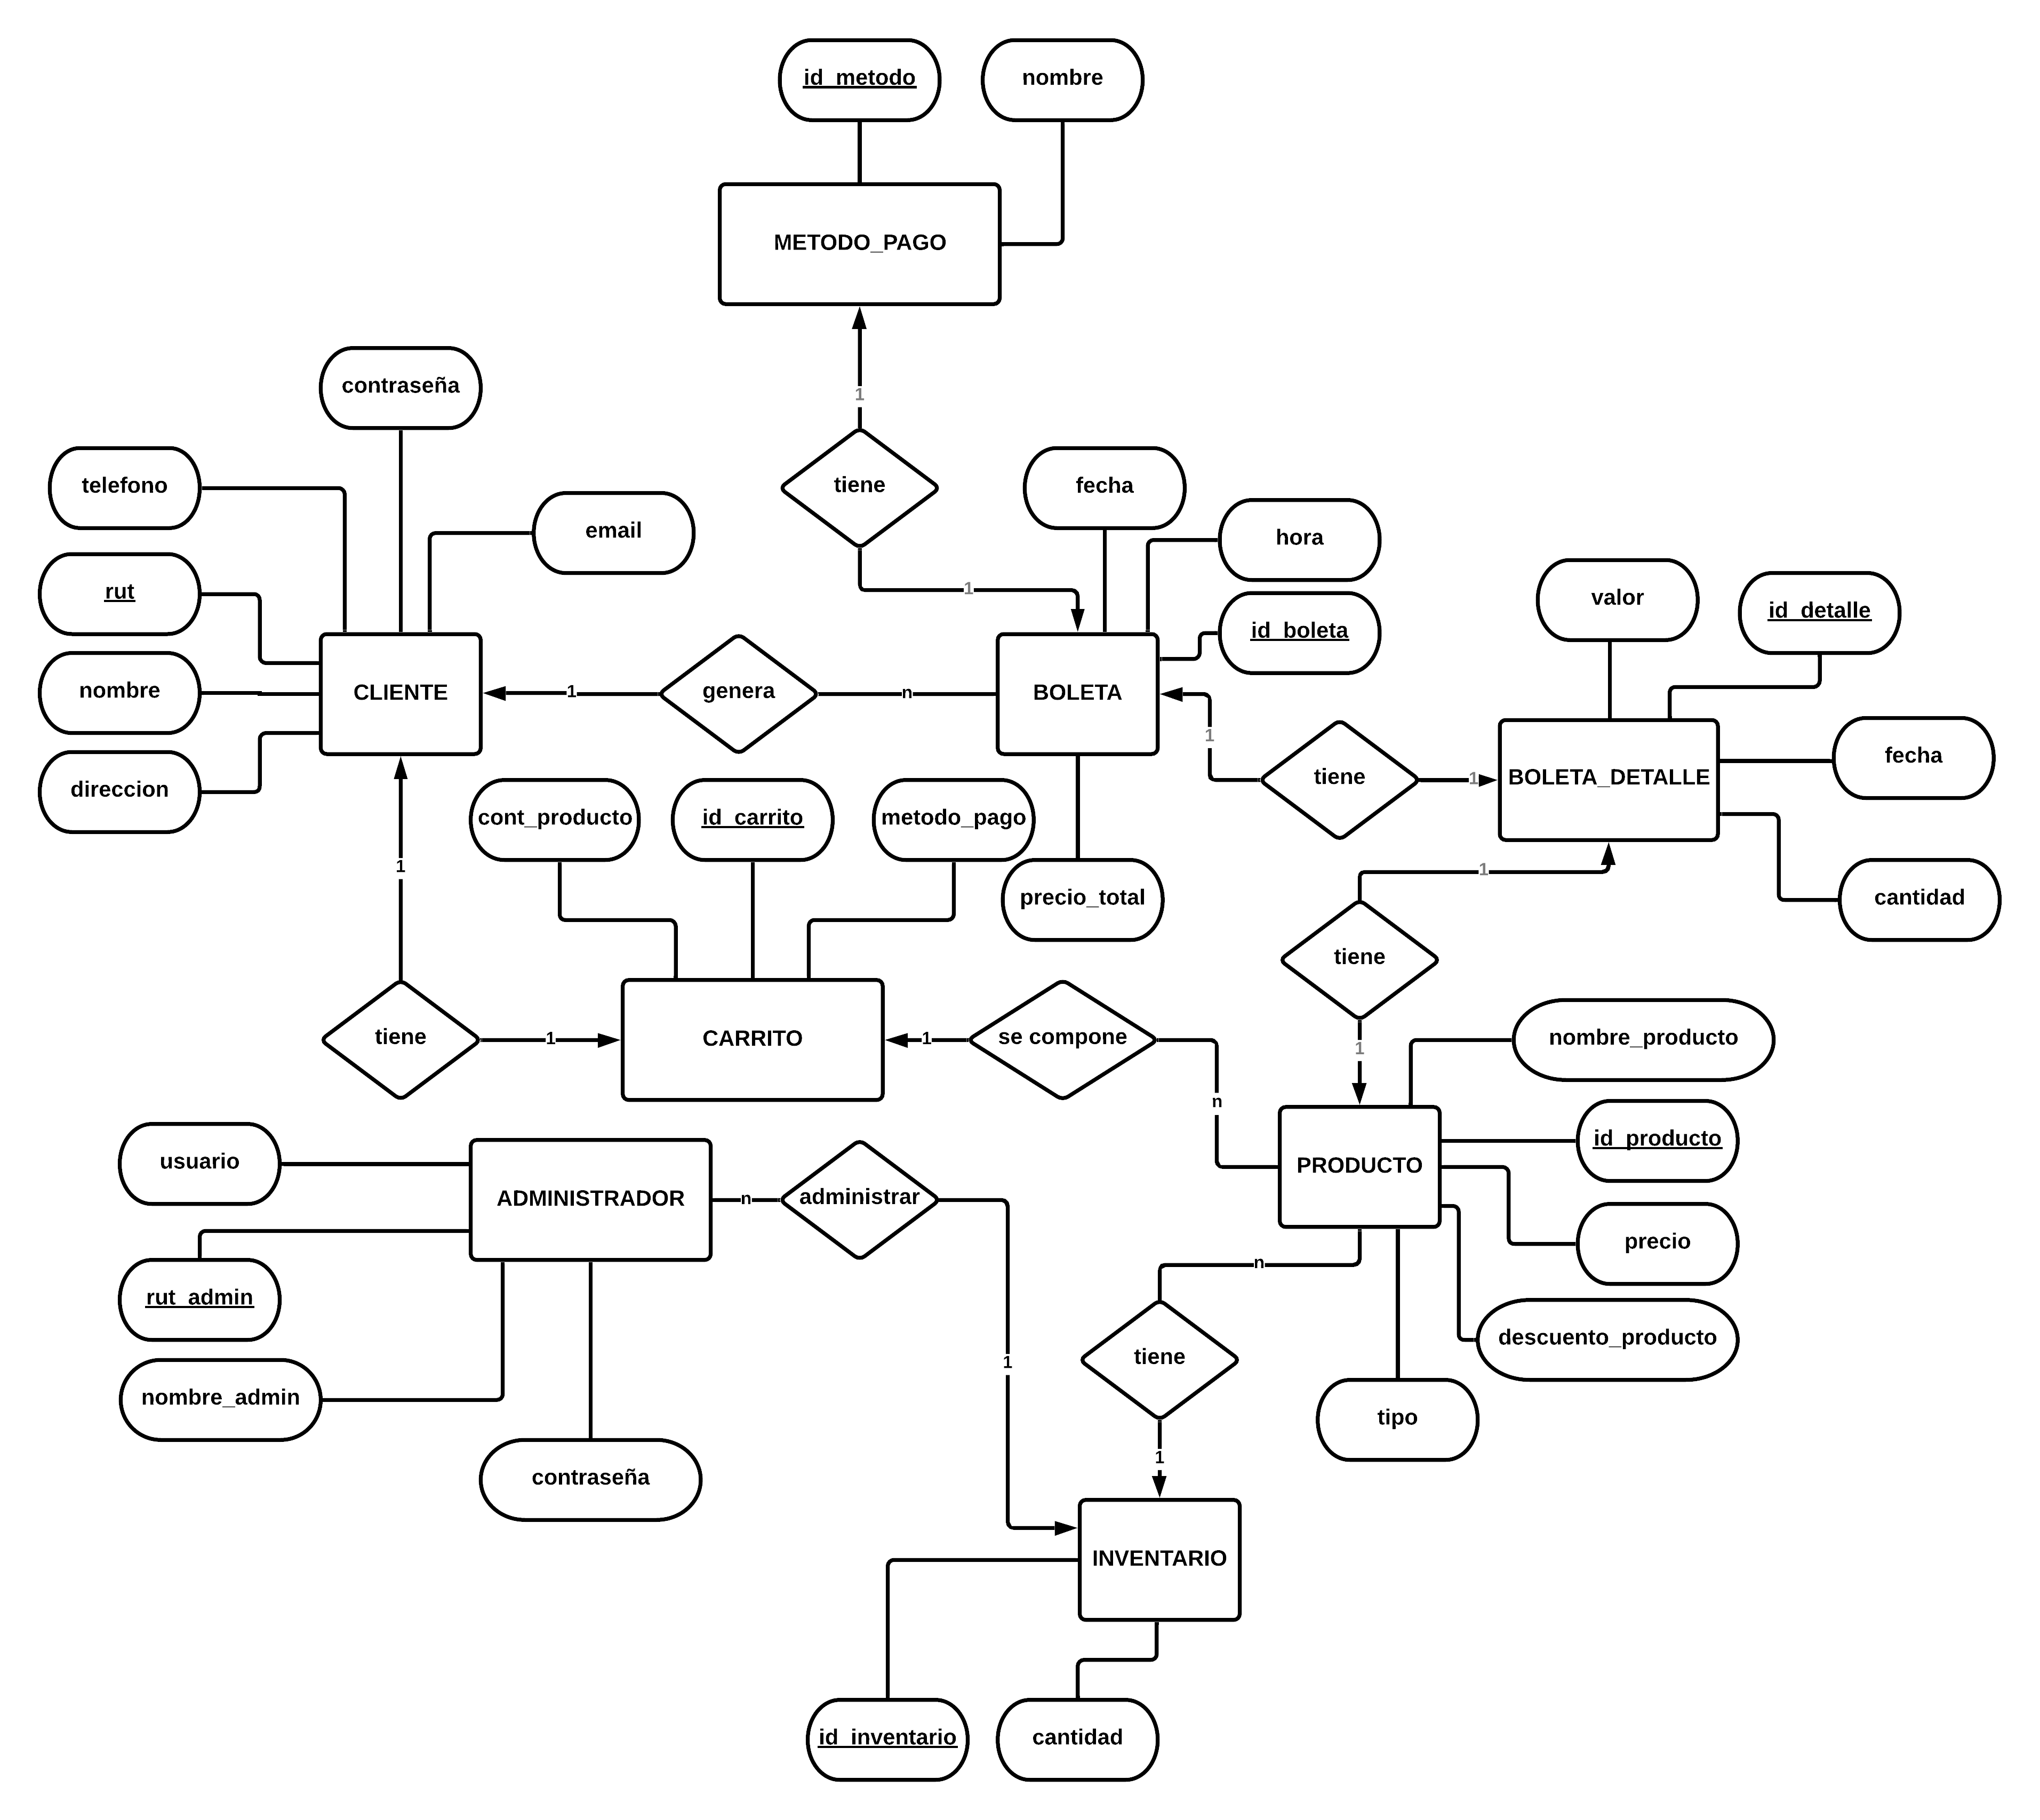 id_metodo
nombre
METODO_PAGO
1
contraseña
telefono
tiene
fecha
email
hora
rut
1
valor
id_detalle
id_boleta
nombre
CLIENTE
1
genera
n
BOLETA
1
fecha
tiene
1
BOLETA_DETALLE
direccion
cont_producto
id_carrito
metodo_pago
1
1
precio_total
cantidad
tiene
tiene
1
CARRITO
1
se compone
nombre_producto
1
n
id_producto
usuario
PRODUCTO
ADMINISTRADOR
n
administrar
precio
n
rut_admin
descuento_producto
tiene
1
nombre_admin
tipo
1
contraseña
INVENTARIO
id_inventario
cantidad